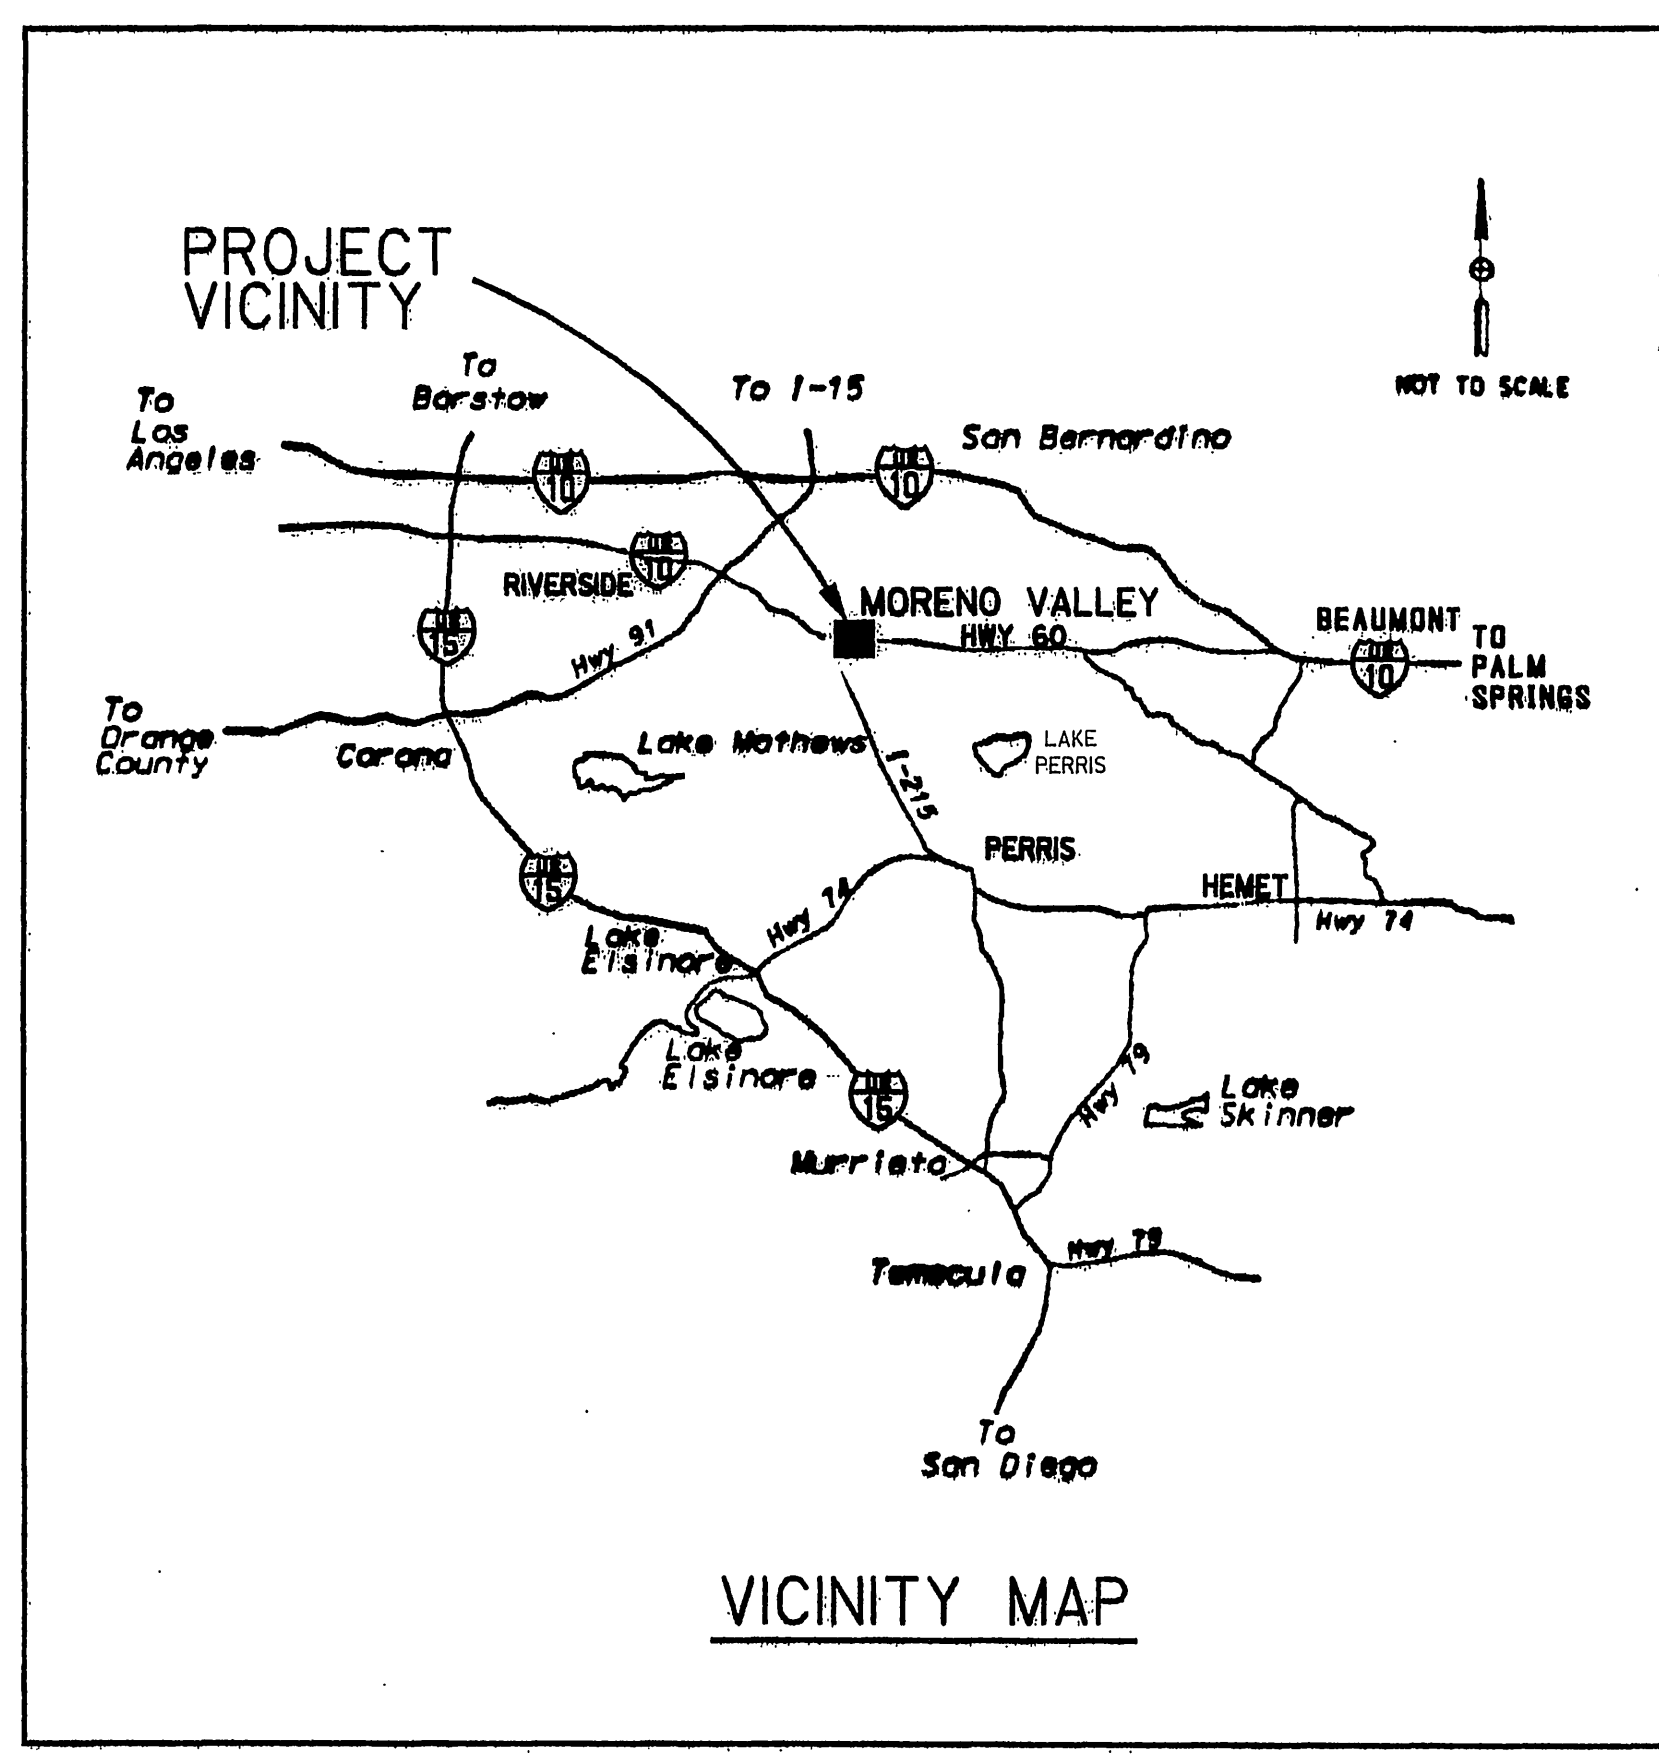 PROJECT
VICINITY
NOT TO SCALE
To
Barstow
To I-15
To
Los
Angeles
San Bernardino
10
10
10
RIVERSIDE
MORENO VALLEY
HWY 60
BEAUMONT
10
TO
PALM
SPRINGS
15
Hwy 91
To
Orange
County
Corona
Lake Mathews
I-215
LAKE
PERRIS
PERRIS
15
Hwy 74
HEMET
Hwy 74
Lake
Elsinore
Lake
Elsinore
15
Hwy 79
Lake
Skinner
Murrieta
Hwy 79
Temecula
To
San Diego
VICINITY MAP